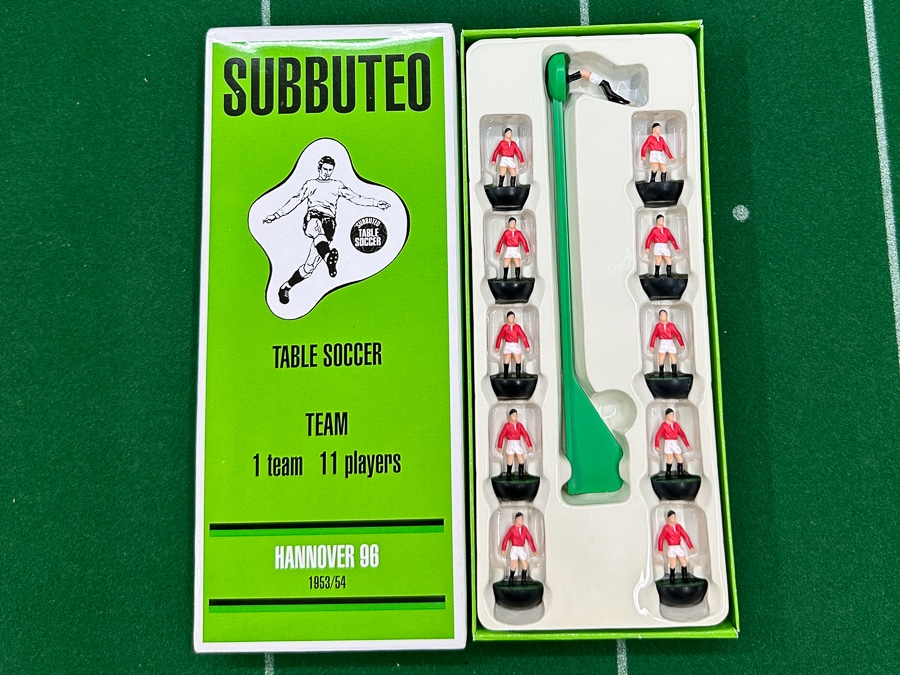 SUBBUTEO
SUBBUTEO
TABLE
SOCCER
TABLE SOCCER
TEAM
1 team 11 players
HANNOVER 96
1953/54